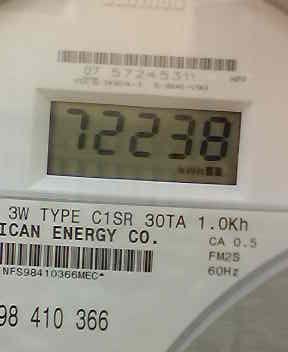 07 57245311
72238
3W TYPE C1SR 30TA 1.0Kh
ICAN ENERGY CO.
CA 0.5
FM2S
60Hz
NFS98410366MEC*
98 410 366